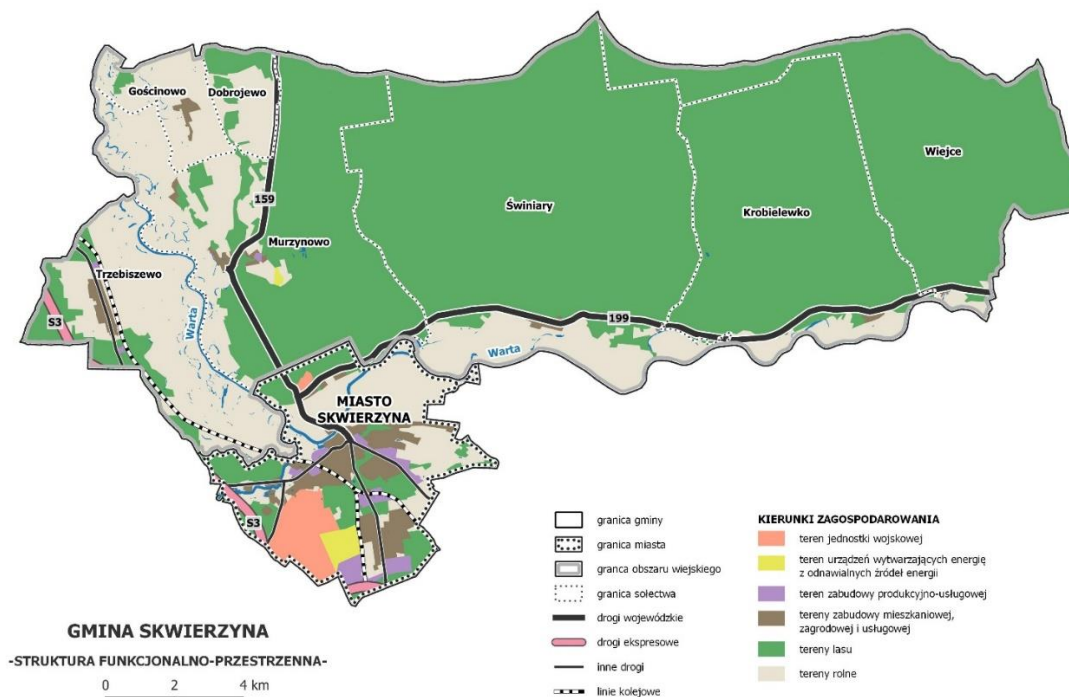 Gościnowo
Dobrojewo
Wiejce
159
Świniary
Krobielewko
Murzynowo
Trzebiszewo
S3
Warta
199
Warta
MIASTO
SKWIERZYNA
S3
GMINA SKWIERZYNA
-STRUKTURA FUNKCJONALNO-PRZESTRZENNA-
0 2 4 km
granica gminy
granica miasta
granca obszaru wiejskiego
granica sołectwa
drogi wojewódzkie
drogi ekspresowe
inne drogi
linie kolejowe
KIERUNKI ZAGOSPODAROWANIA
teren jednostki wojskowej
teren urządzeń wytwarzających energię
z odnawialnych źródeł energii
teren zabudowy produkcyjno-usługowej
tereny zabudowy mieszkaniowej,
zagrodowej i usługowej
tereny lasu
tereny rolne